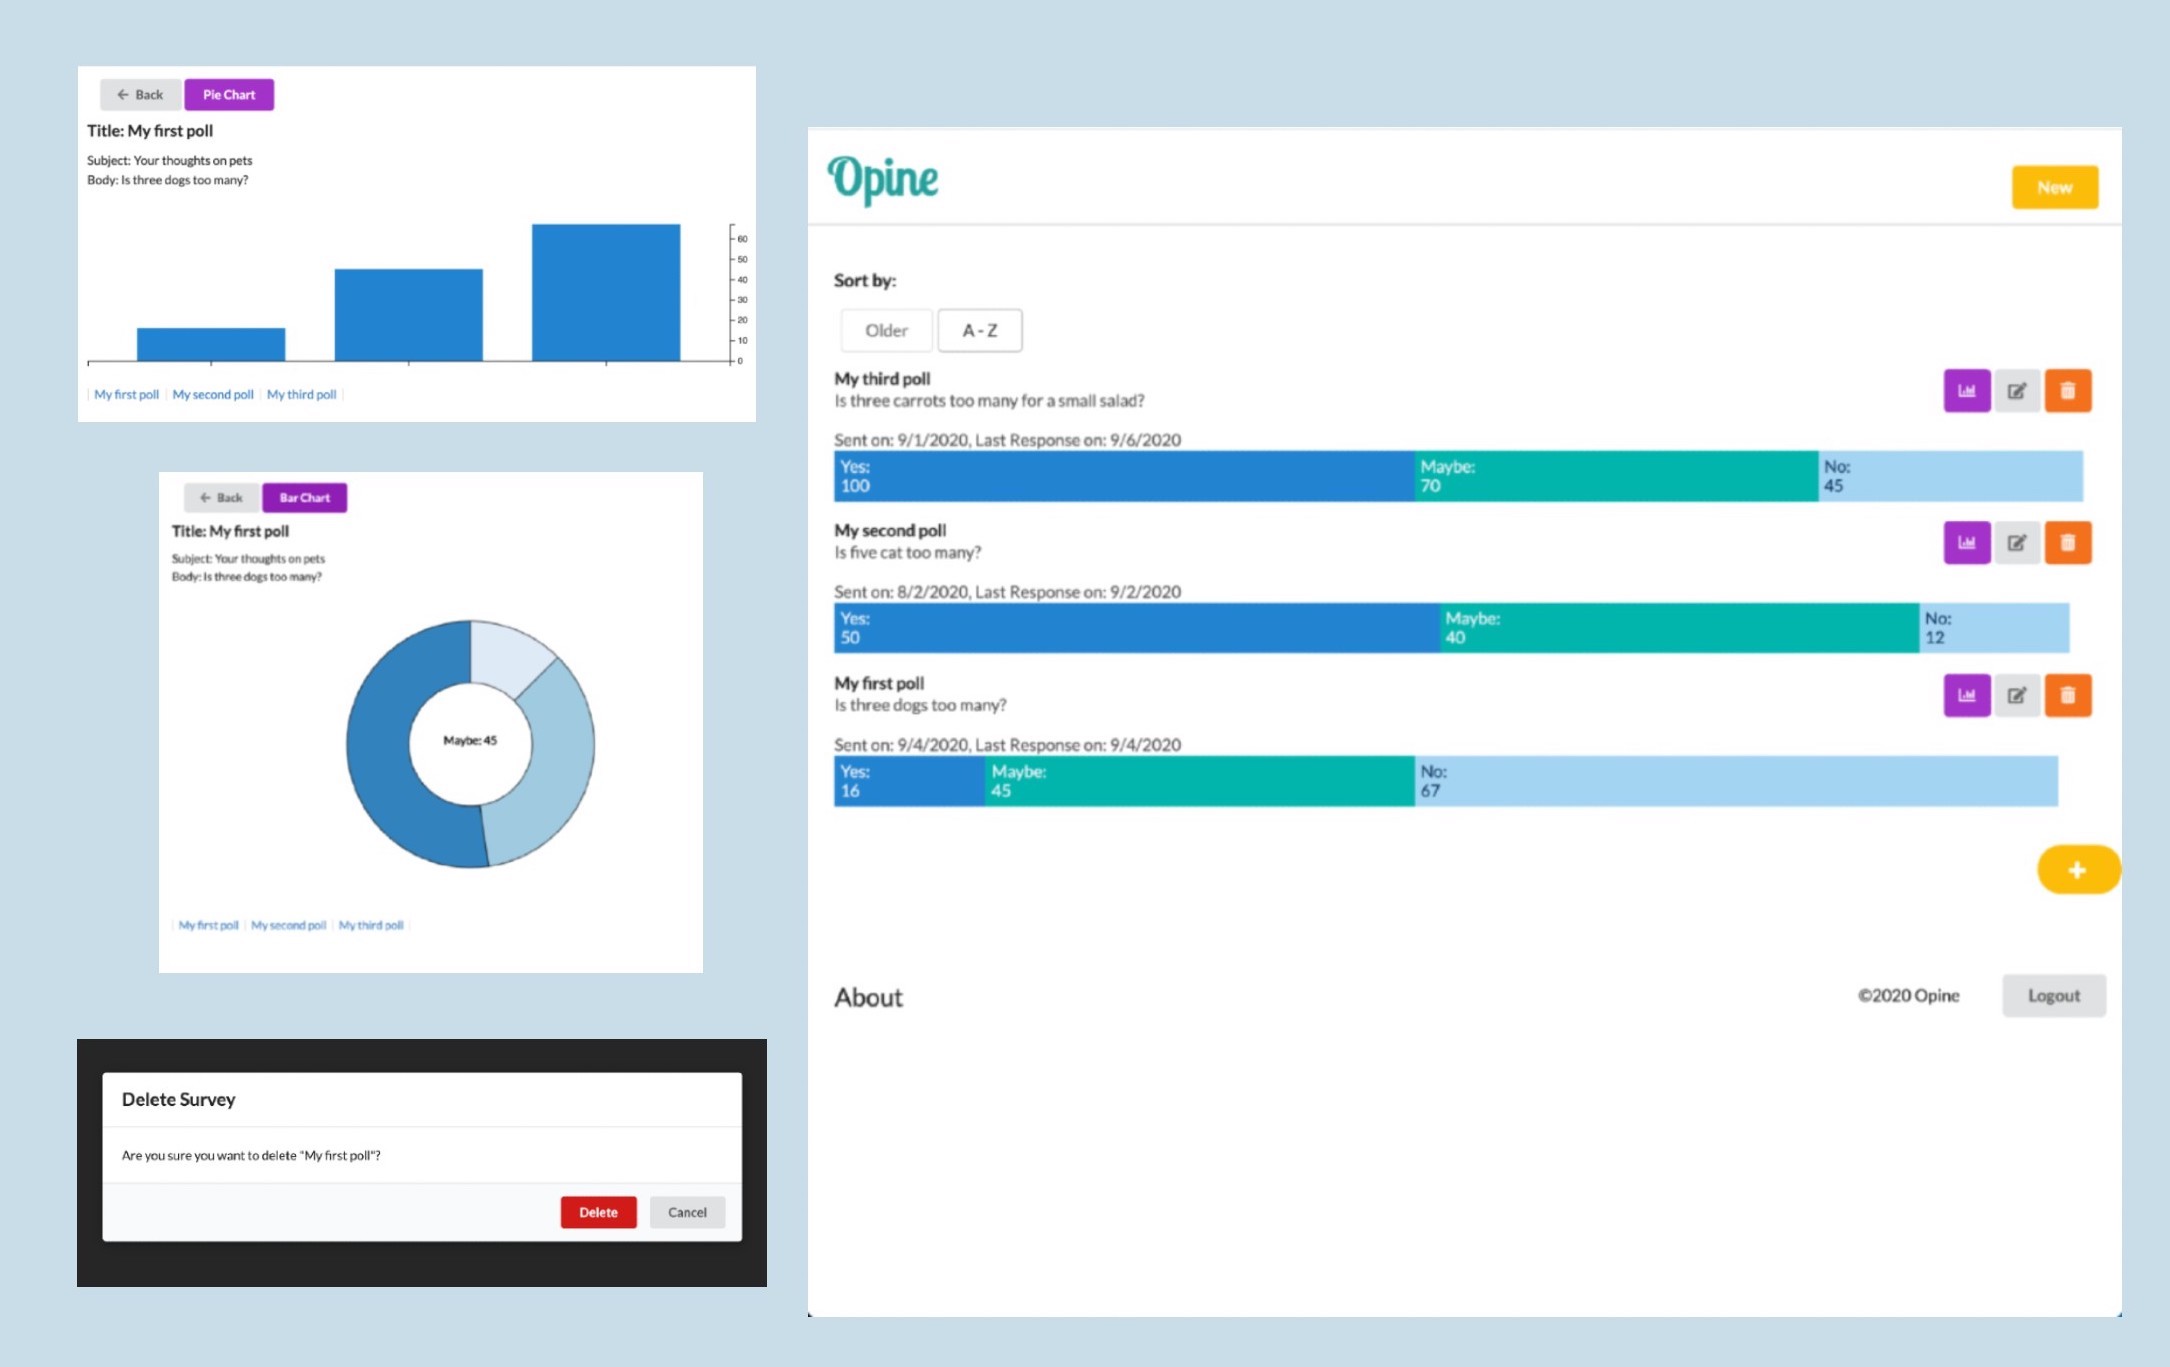 ← Back Pie Chart
Title: My first poll
Subject: Your thoughts on pets
Body: Is three dogs too many?
60
50
40
30
20
10
0
My first poll My second poll My third poll
← Back Bar Chart
Title: My first poll
Subject: Your thoughts on pets
Body: Is three dogs too many?
Maybe: 45
My first poll My second poll My third poll
Delete Survey
Are you sure you want to delete "My first poll"?
Delete Cancel
Opine
New
Sort by:
Older A - Z
My third poll
Is three carrots too many for a small salad?
Sent on: 9/1/2020, Last Response on: 9/6/2020
Yes: Maybe: No:
100 70 45
My second poll
Is five cat too many?
Sent on: 8/2/2020, Last Response on: 9/2/2020
Yes: Maybe: No:
50 40 12
My first poll
Is three dogs too many?
Sent on: 9/4/2020, Last Response on: 9/4/2020
Yes: Maybe: No:
16 45 67
+
About ©2020 Opine Logout